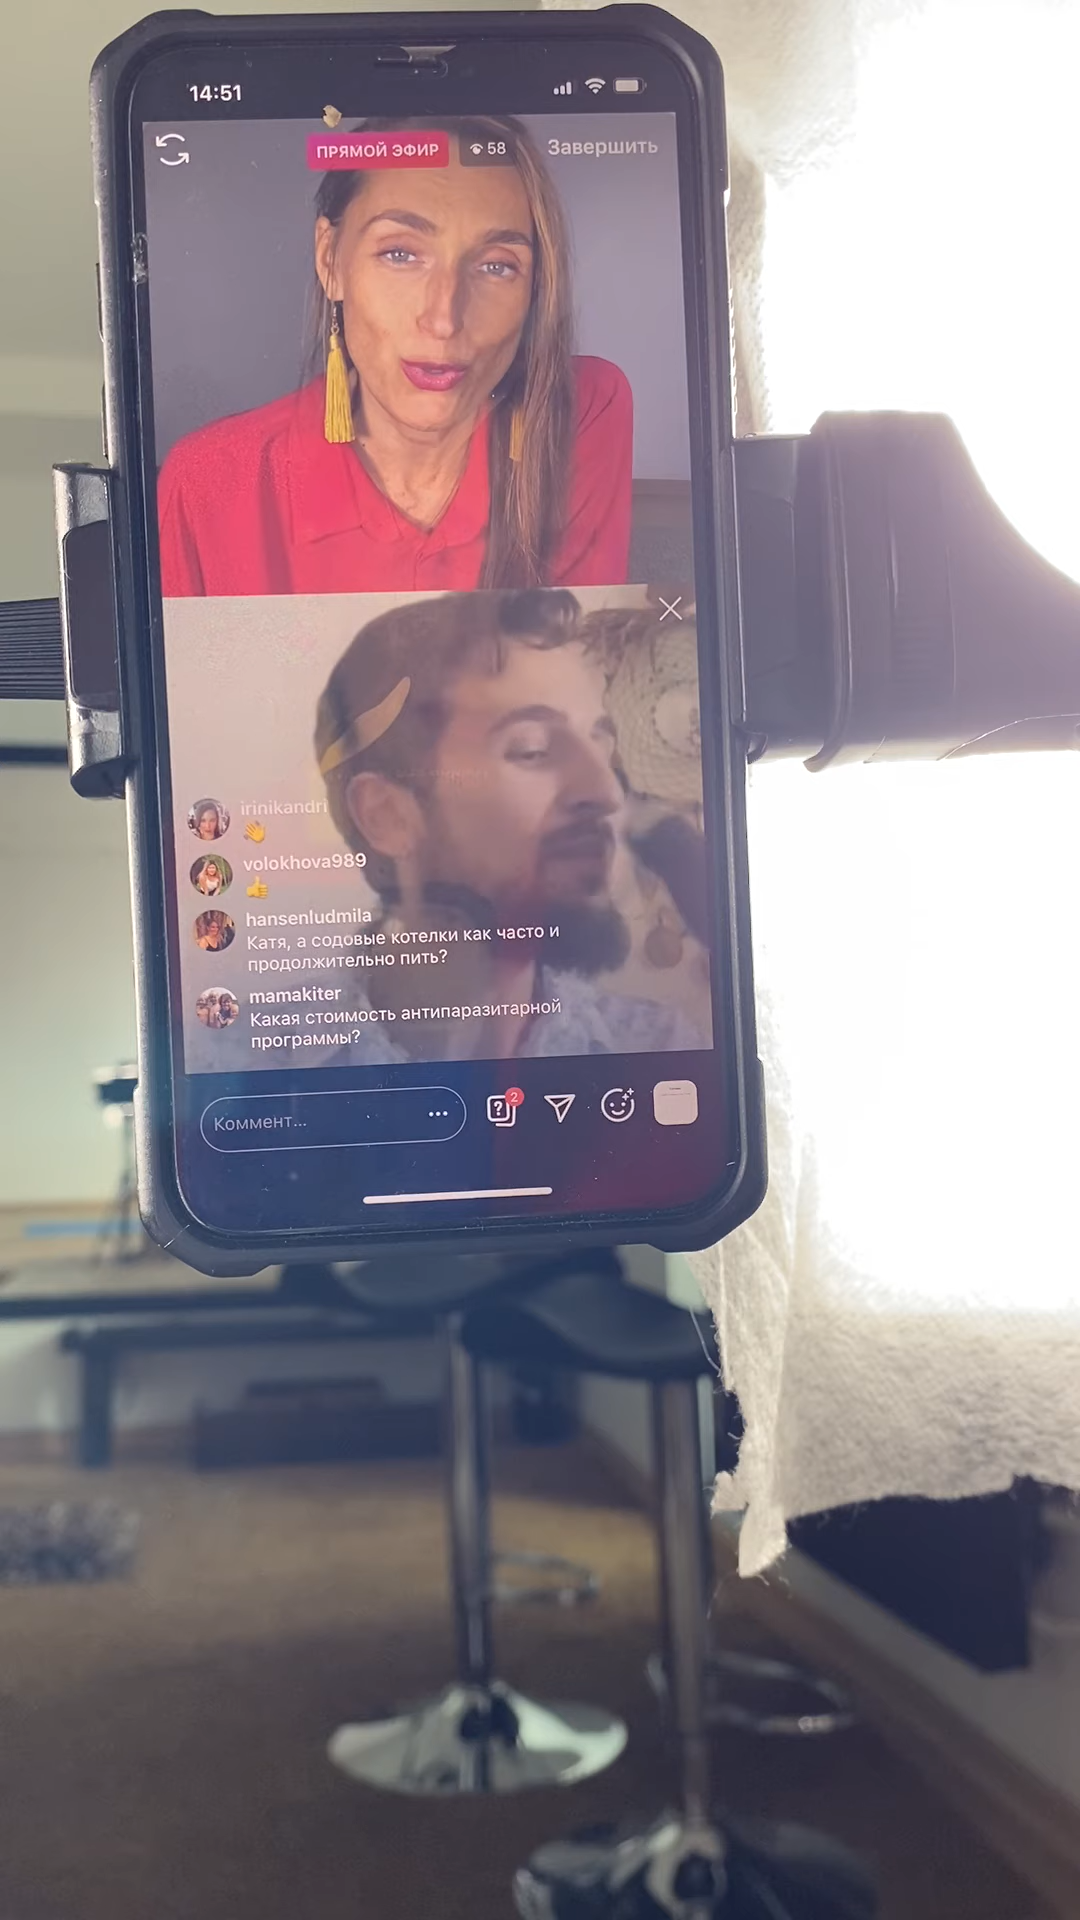 14:51
ПРЯМОЙ ЭФИР
58
Завершить
irinikandri
volokhova989
hansenludmila
Катя, а содовые котелки как часто и
продолжительно пить?
mamakiter
Какая стоимость антипаразитарной
программы?
Коммент...
2